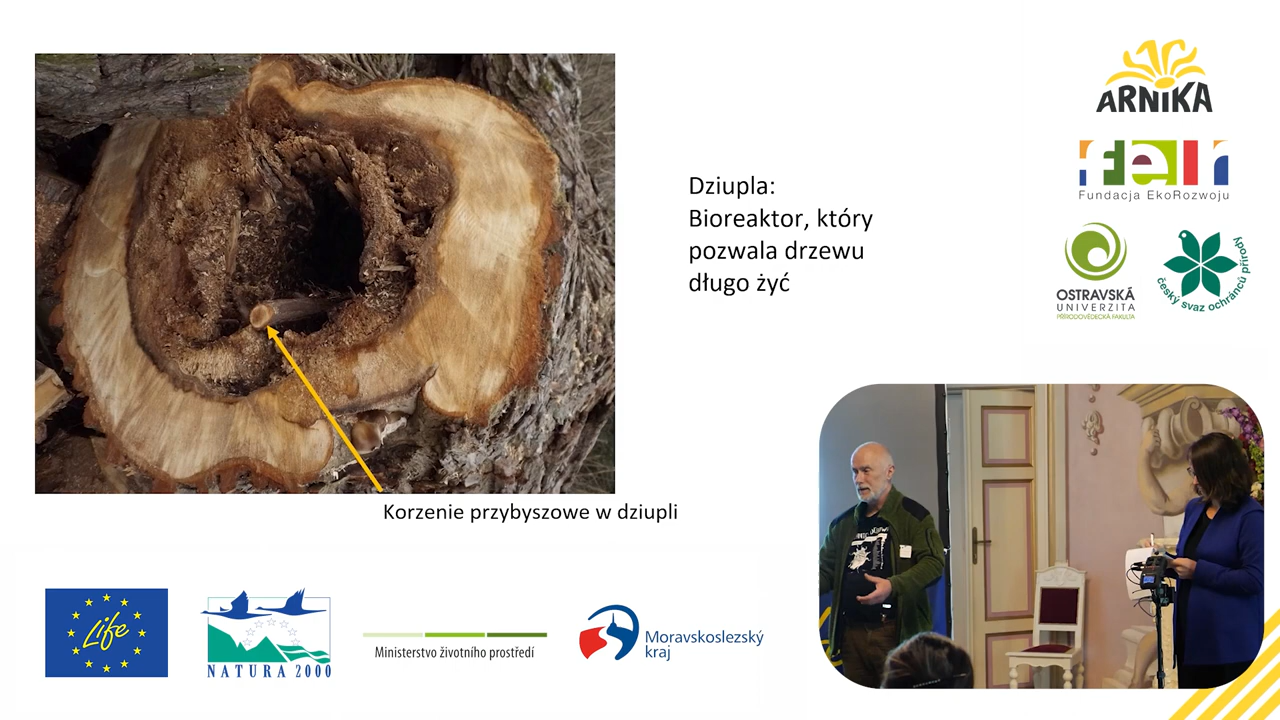 Dziupla:
Bioreaktor, który
pozwala drzewu
długo żyć
Korzenie przybyszowe w dziupli
ARNIKA
feri
Fundacja EkoRozwoju
OSTRAVSKÁ
UNIVERZITA
PŘÍRODOVĚDECKÁ FAKULTA
český svaz ochránců přírody
Life
NATURA 2000
Ministerstvo životního prostředí
Moravskoslezský
kraj